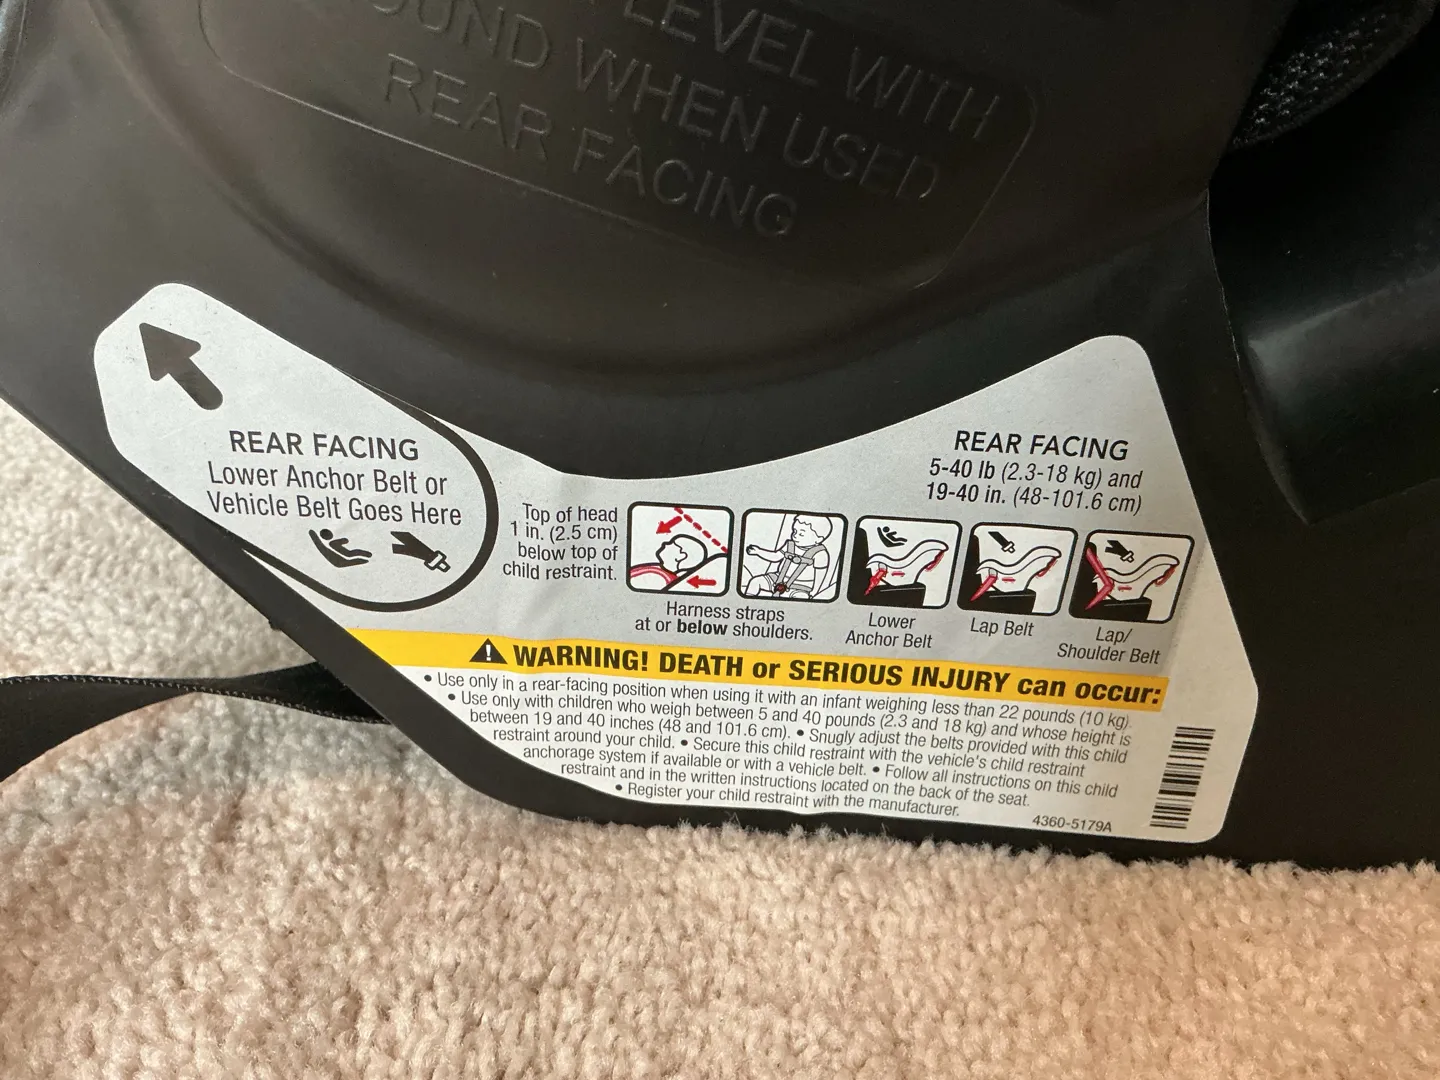 LEVEL WITH
OUND WHEN USED
REAR FACING
REAR FACING
Lower Anchor Belt or
Vehicle Belt Goes Here
Top of head
1 in. (2.5 cm)
below top of
child restraint.
Harness straps
at or below shoulders.
REAR FACING
5-40 lb (2.3-18 kg) and
19-40 in. (48-101.6 cm)
Lower
Anchor Belt
Lap Belt
Lap/
Shoulder Belt
WARNING! DEATH or SERIOUS INJURY can occur:
• Use only in a rear-facing position when using it with an infant weighing less than 22 pounds (10 kg).
• Use only with children who weigh between 5 and 40 pounds (2.3 and 18 kg) and whose height is
between 19 and 40 inches (48 and 101.6 cm). • Snugly adjust the belts provided with this child
restraint around your child. • Secure this child restraint with the vehicle's child restraint
anchorage system if available or with a vehicle belt. • Follow all instructions on this child
restraint and in the written instructions located on the back of the seat.
• Register your child restraint with the manufacturer.
4360-5179A